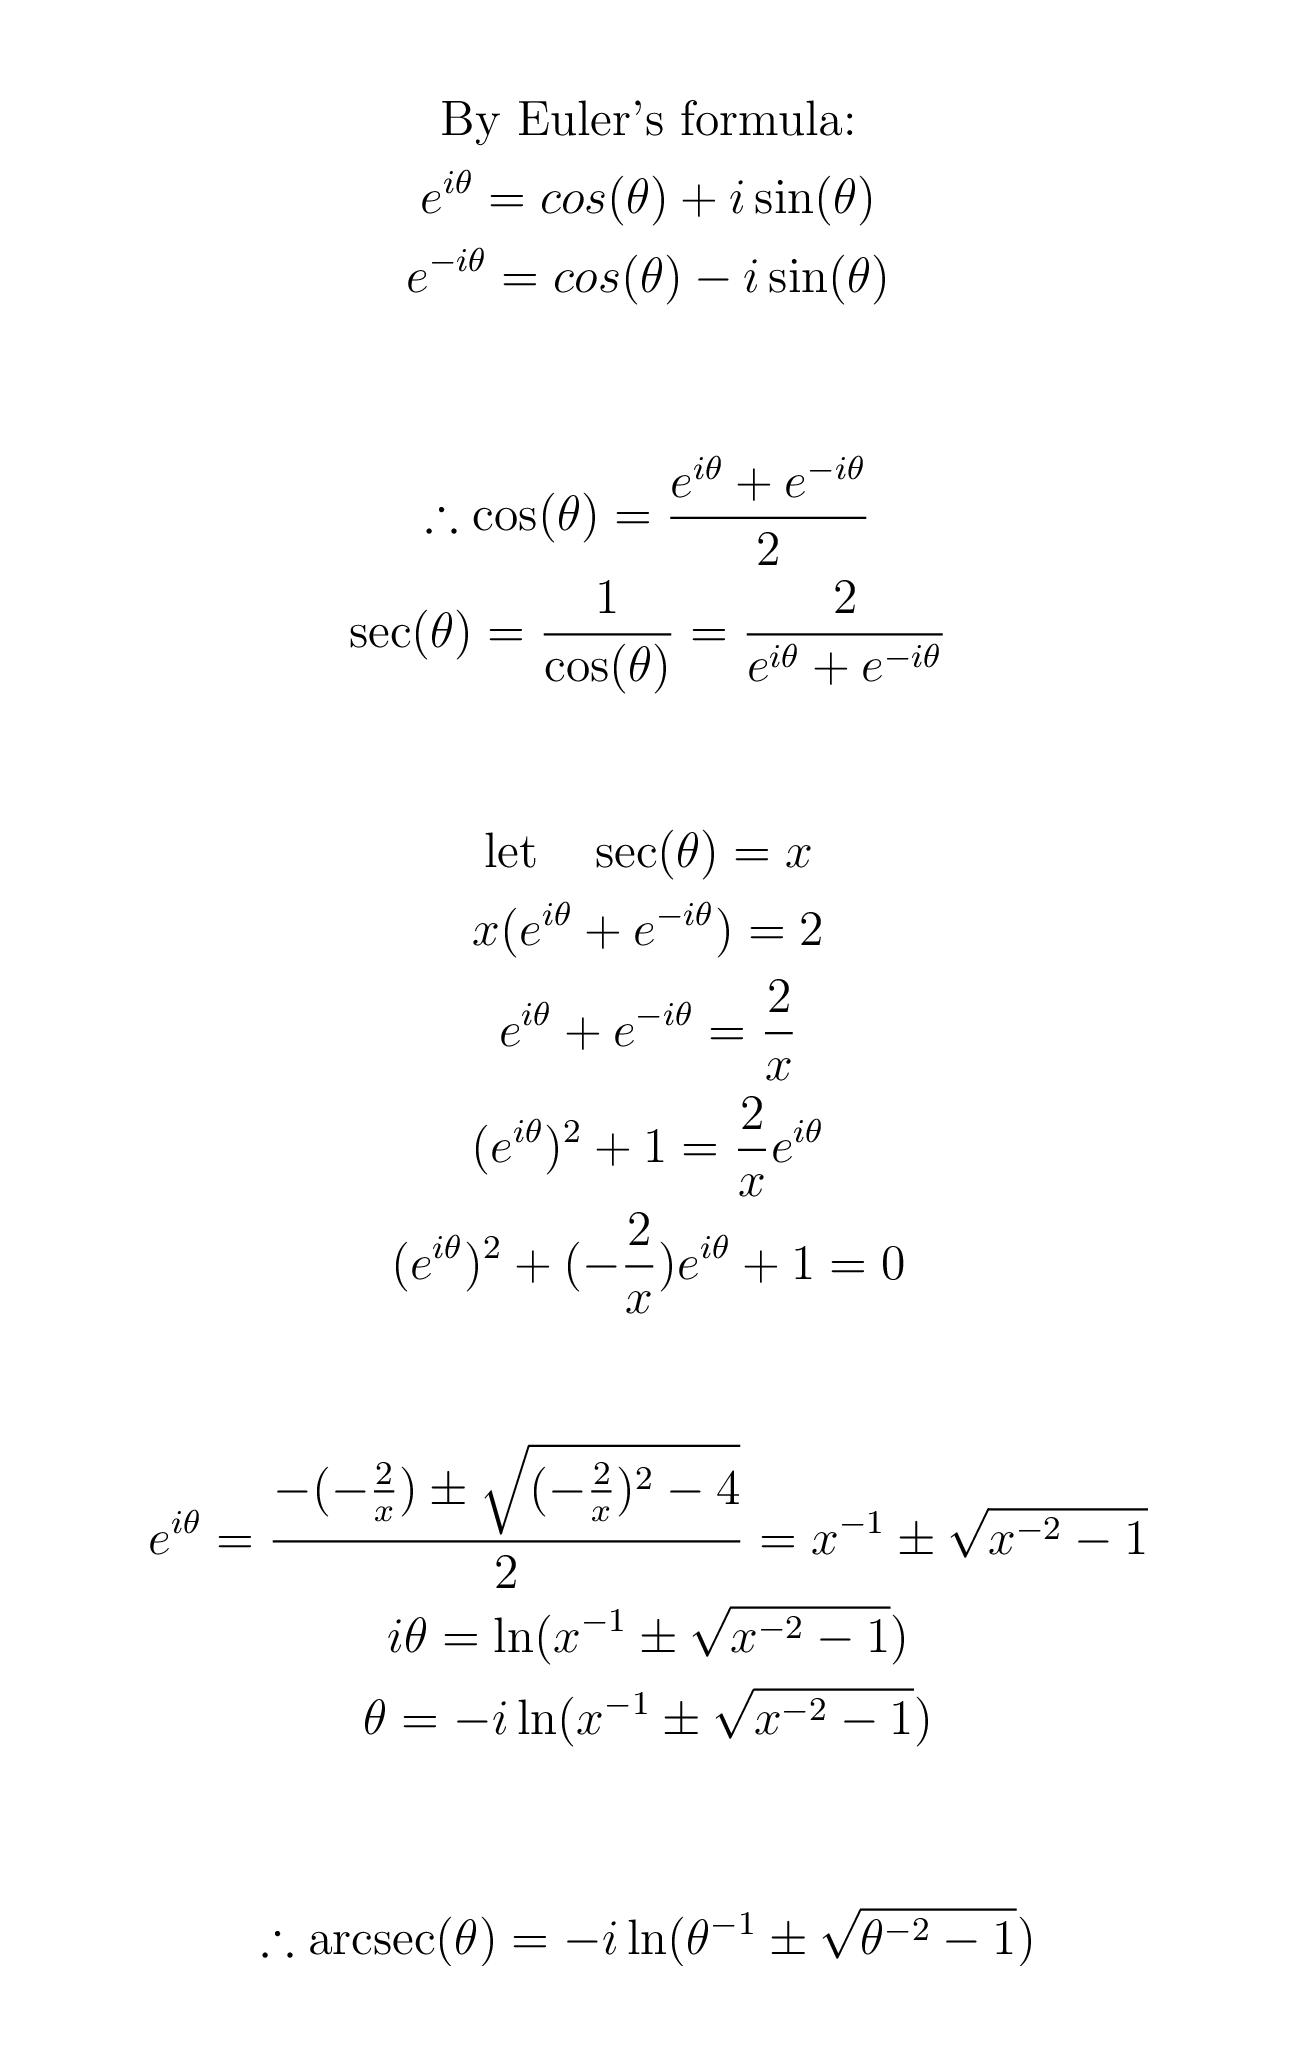 By Euler's formula:
$e^{i\theta} = cos(\theta) + i\sin(\theta)$
$e^{-i\theta} = cos(\theta) - i\sin(\theta)$
$\therefore \cos(\theta) = \frac{e^{i\theta} + e^{-i\theta}}{2}$
$\sec(\theta) = \frac{1}{\cos(\theta)} = \frac{2}{e^{i\theta} + e^{-i\theta}}$
let $\sec(\theta) = x$
$x(e^{i\theta} + e^{-i\theta}) = 2$
$e^{i\theta} + e^{-i\theta} = \frac{2}{x}$
$(e^{i\theta})^2 + 1 = \frac{2}{x}e^{i\theta}$
$(e^{i\theta})^2 + (-\frac{2}{x})e^{i\theta} + 1 = 0$
$e^{i\theta} = \frac{-(-\frac{2}{x}) \pm \sqrt{(-\frac{2}{x})^2 - 4}}{2} = x^{-1} \pm \sqrt{x^{-2} - 1}$
$i\theta = \ln(x^{-1} \pm \sqrt{x^{-2} - 1})$
$\theta = -i\ln(x^{-1} \pm \sqrt{x^{-2} - 1})$
$\therefore \operatorname{arcsec}(\theta) = -i\ln(\theta^{-1} \pm \sqrt{\theta^{-2} - 1})$